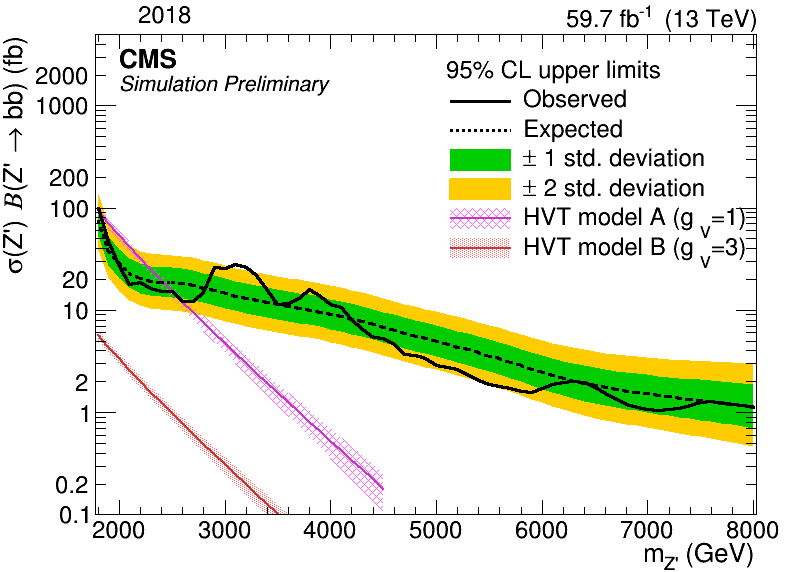 2018
59.7 fb⁻¹ (13 TeV)
CMS
Simulation Preliminary
95% CL upper limits
Observed
Expected
± 1 std. deviation
± 2 std. deviation
HVT model A (g_v=1)
HVT model B (g_v=3)
σ(Z') B(Z' → bb) (fb)
2000
1000
200
100
20
10
2
1
0.2
0.1
2000 3000 4000 5000 6000 7000 8000
m_Z' (GeV)